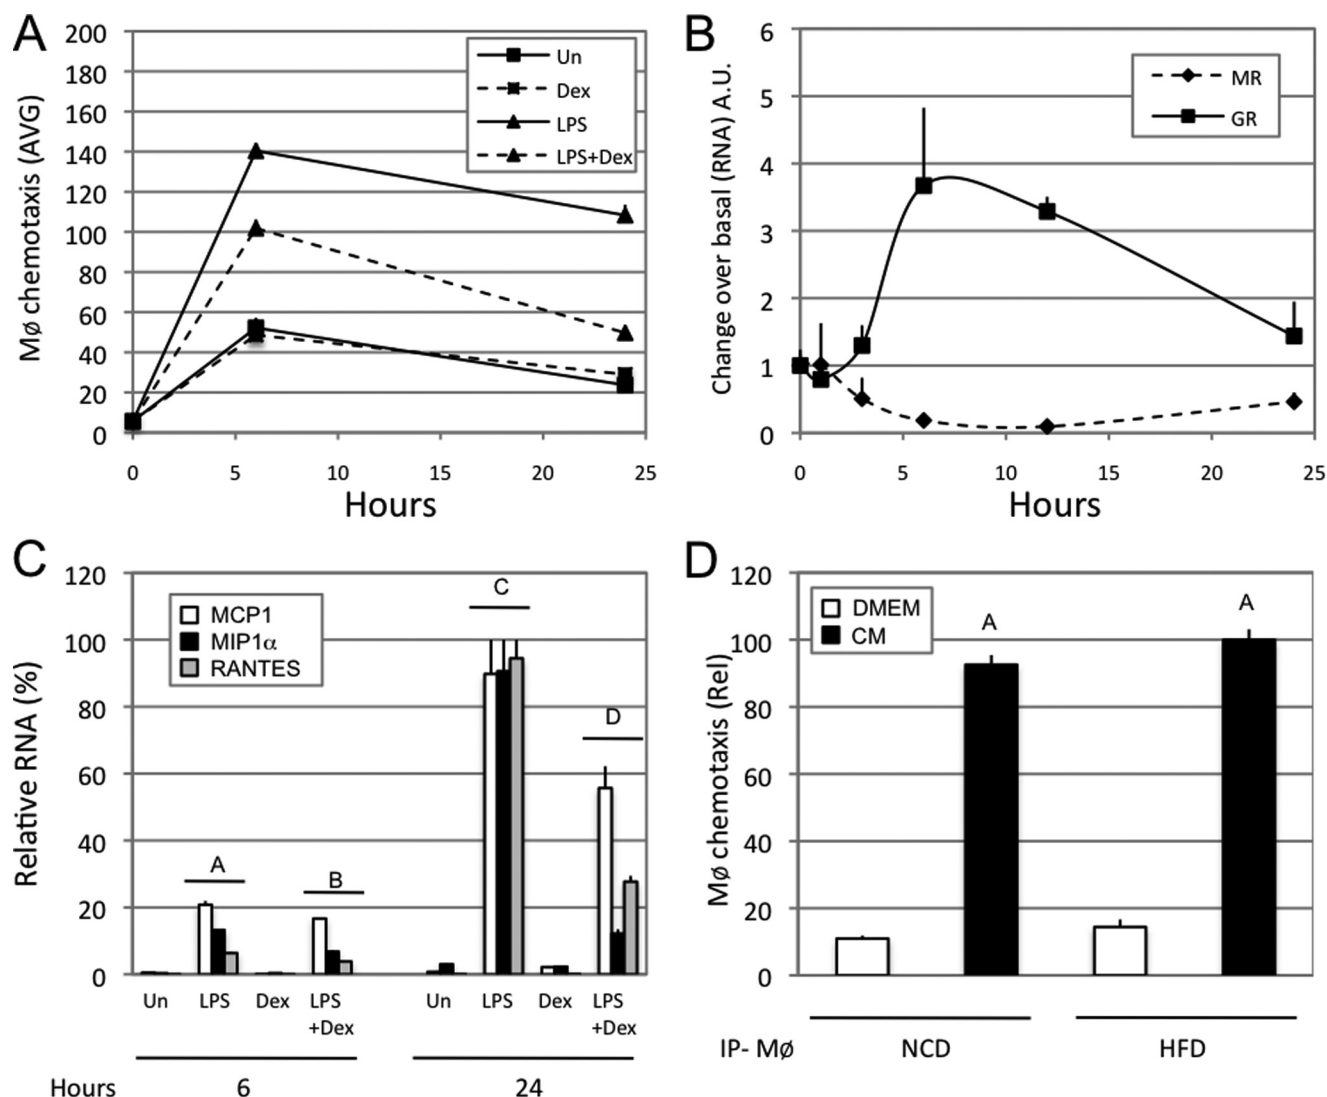 A
200
180
160
140
120
100
80
60
40
20
0
Mø chemotaxis (AVG)
Un
Dex
LPS
LPS+Dex
0 5 10 15 20 25
Hours
B
6
5
4
3
2
1
0
Change over basal (RNA) A.U.
MR
GR
0 5 10 15 20 25
Hours
C
120
100
80
60
40
20
0
Relative RNA (%)
MCP1
MIP1α
RANTES
A
B
C
D
Un LPS Dex LPS Un LPS Dex LPS
+Dex +Dex
Hours 6 24
D
120
100
80
60
40
20
0
Mø chemotaxis (Rel)
DMEM
CM
A
A
IP- Mø NCD HFD